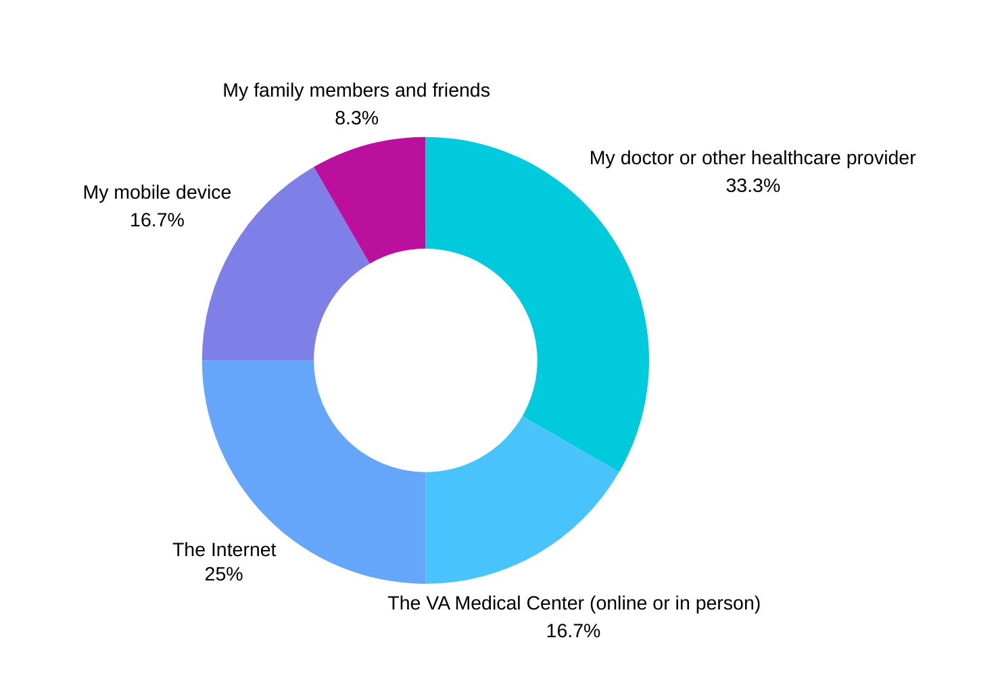 My family members and friends
8.3%
My doctor or other healthcare provider
33.3%
My mobile device
16.7%
The Internet
25%
The VA Medical Center (online or in person)
16.7%